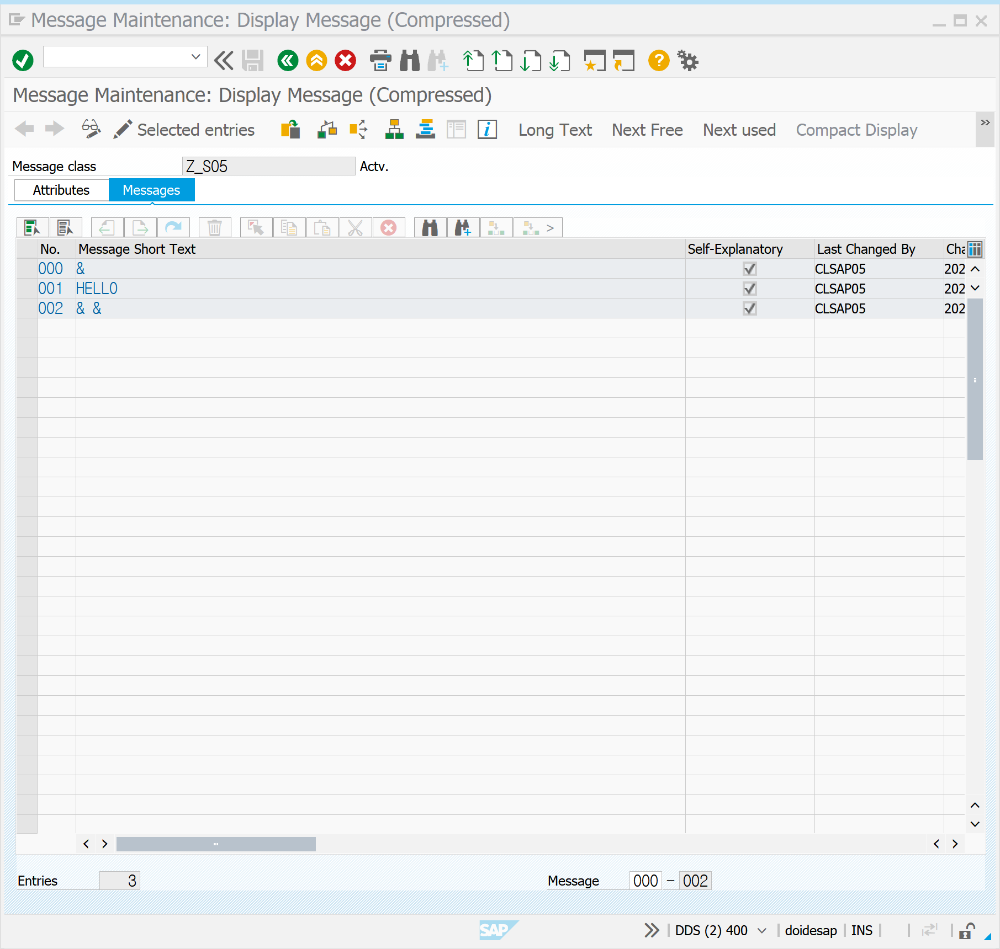 Message Maintenance: Display Message (Compressed)
Message Maintenance: Display Message (Compressed)
Selected entries Long Text Next Free Next used Compact Display
Message class Z_S05 Actv.
Attributes Messages
No. Message Short Text Self-Explanatory Last Changed By Cha
000 & CLSAP05 202
001 HELLO CLSAP05 202
002 & & CLSAP05 202
Entries 3 Message 000 - 002
SAP DDS (2) 400 doidesap INS